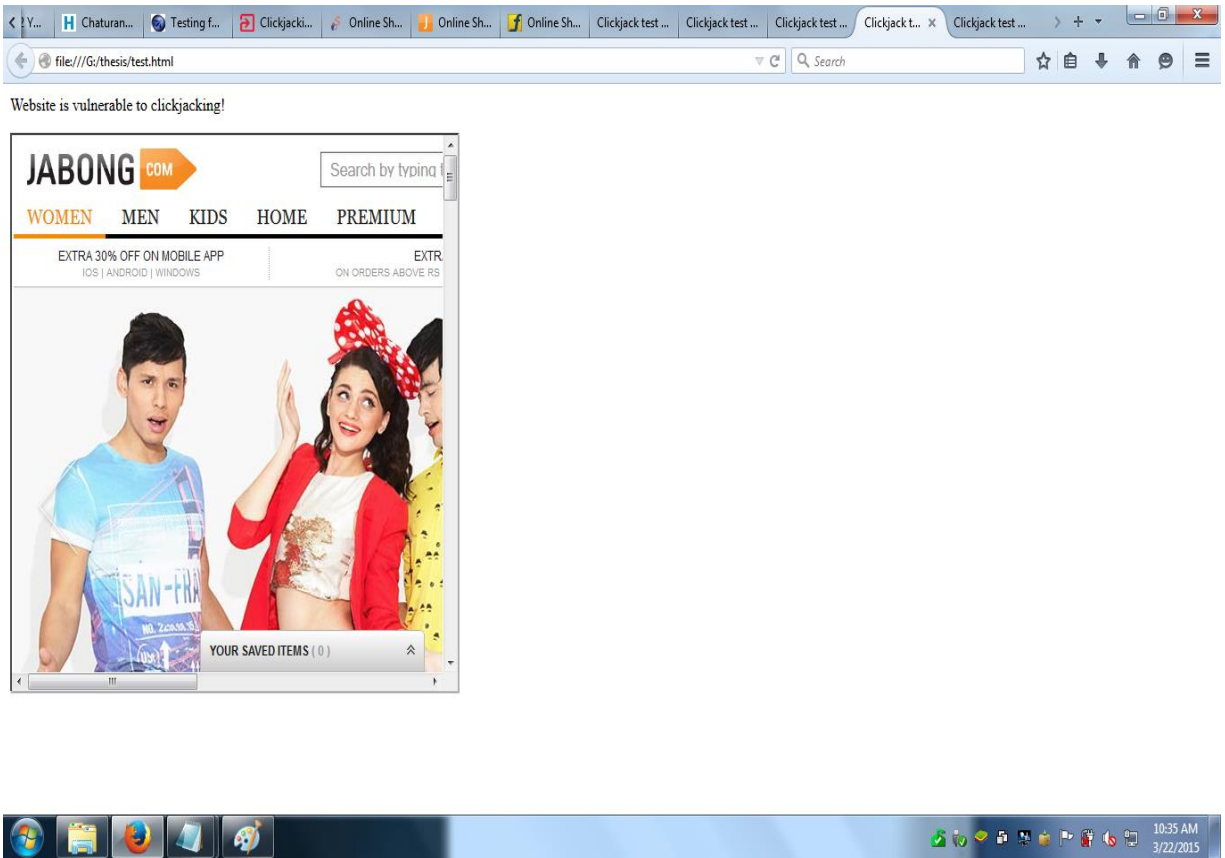 Y... Chaturan... Testing f... Clickjacki... Online Sh... Online Sh... Online Sh... Clickjack test ... Clickjack test ... Clickjack test ... Clickjack t... x Clickjack test ...
file:///G:/thesis/test.html Search
Website is vulnerable to clickjacking!
JABONG COM Search by typing
WOMEN MEN KIDS HOME PREMIUM
EXTRA 30% OFF ON MOBILE APP EXTR
IOS | ANDROID | WINDOWS ON ORDERS ABOVE RS
SAN-FRA
YOUR SAVED ITEMS ( 0 )
10:35 AM
3/22/2015